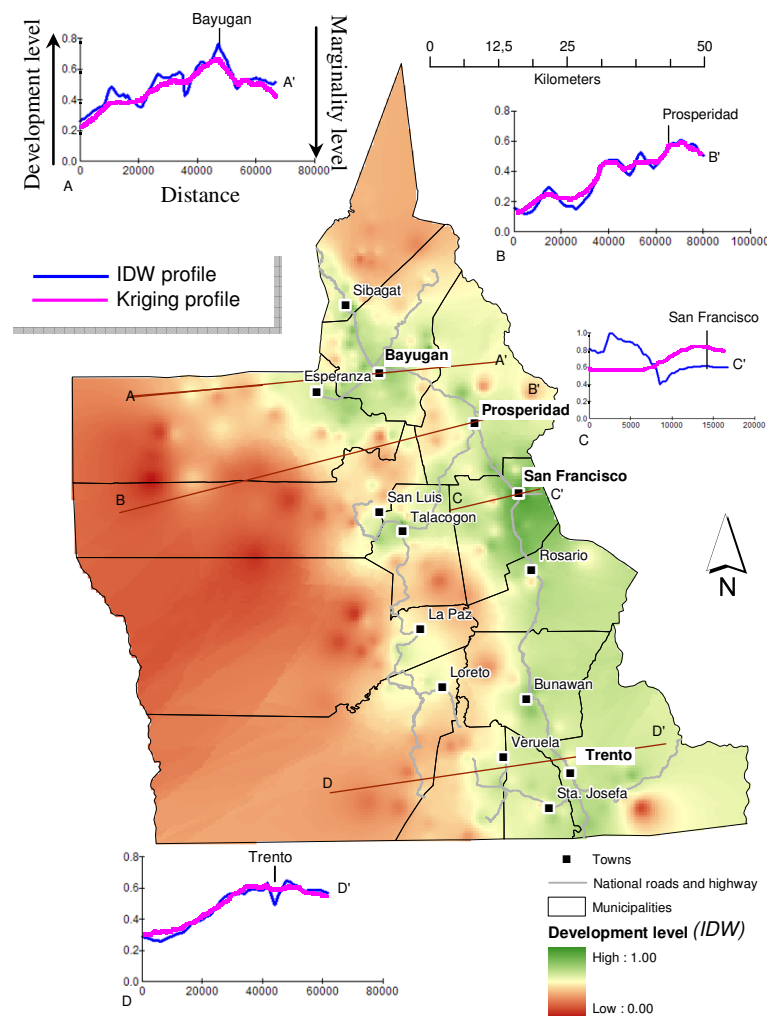 Bayugan
Development level
Marginality level
0.8
0.6
0.4
0.2
0.0
A'
0 20000 40000 60000 80000
A
Distance
0 12,5 25 50
Kilometers
Prosperidad
0.8
0.6
0.4
0.2
0.0
B'
0 20000 40000 60000 80000 100000
B
IDW profile
Kriging profile
San Francisco
1.0
0.8
0.6
0.4
0.2
0.0
C'
0 5000 10000 15000 20000
C
Sibagat
Bayugan
A'
Esperanza
A
B'
Prosperidad
San Francisco
B
San Luis
C
C'
Talacogon
Rosario
N
La Paz
Loreto
Bunawan
D'
Veruela
Trento
D
Sta. Josefa
Trento
0.8
0.6
0.4
0.2
0.0
D'
0 20000 40000 60000 80000
D
Towns
National roads and highway
Municipalities
Development level (IDW)
High : 1.00
Low : 0.00